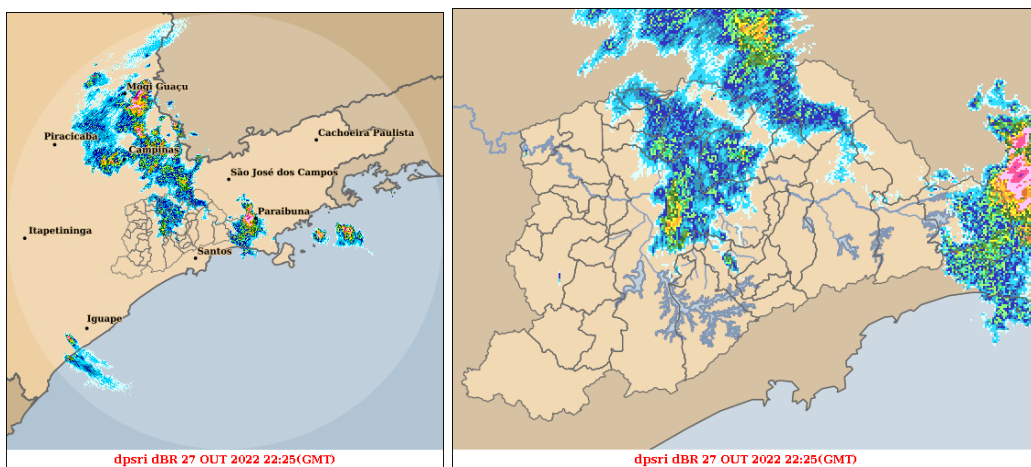 Mogi Guaçu
Piracicaba
Cachoeira Paulista
Campinas
São José dos Campos
Paraibuna
Itapetininga
Santos
Iguape
dpsri dBR 27 OUT 2022 22:25(GMT)
dpsri dBR 27 OUT 2022 22:25(GMT)